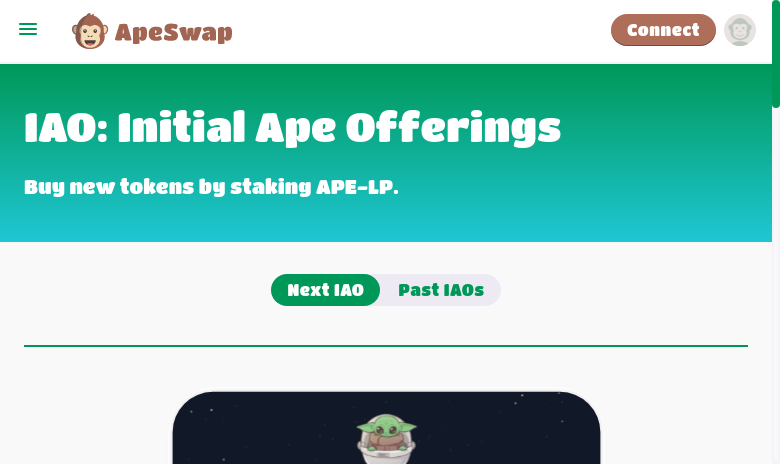 ApeSwap
Connect
IAO: Initial Ape Offerings
Buy new tokens by staking APE-LP.
Next IAO
Past IAOs